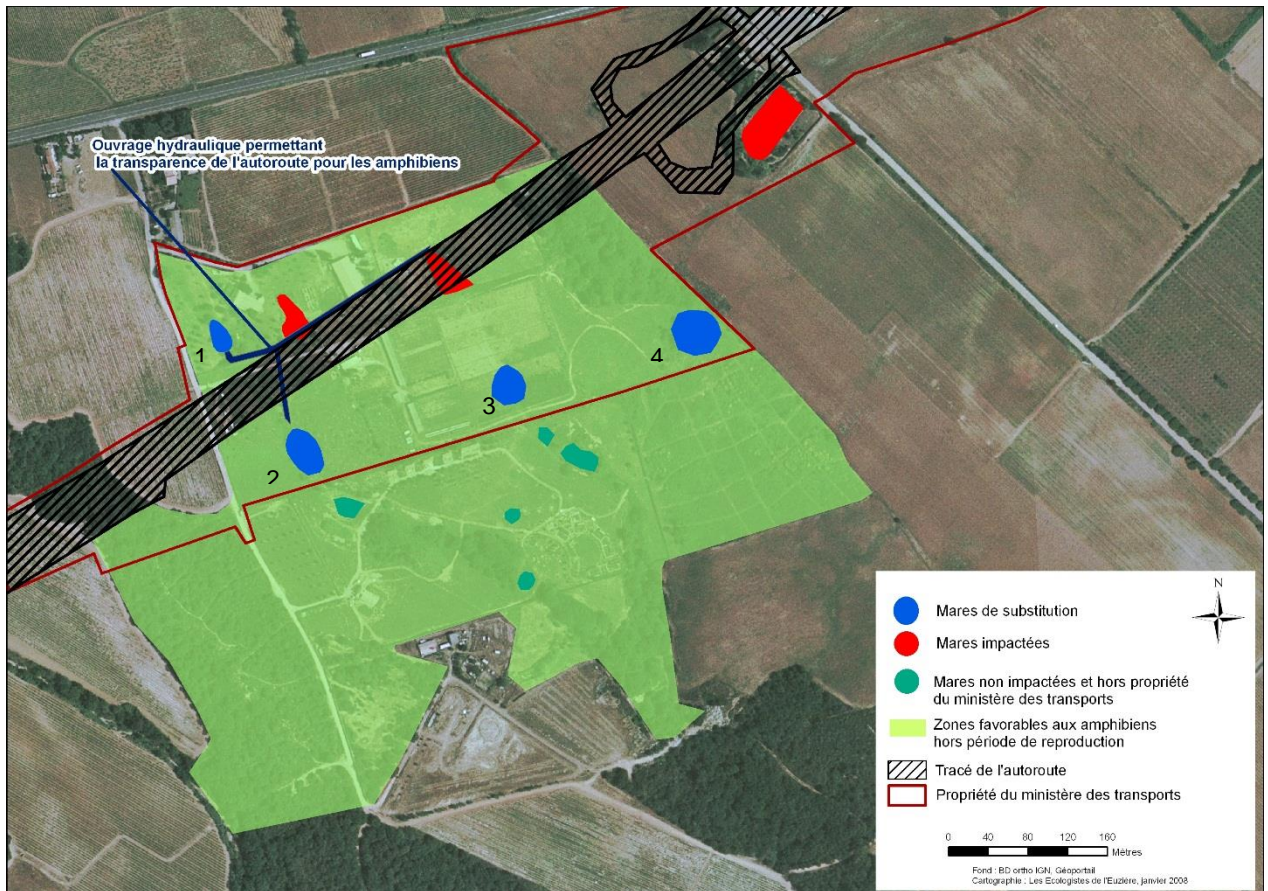 Ouvrage hydraulique permettant
la transparence de l'autoroute pour les amphibiens
1
2
3
4
N
Mares de substitution
Mares impactées
Mares non impactées et hors propriété
du ministère des transports
Zones favorables aux amphibiens
hors période de reproduction
Tracé de l'autoroute
Propriété du ministère des transports
0 40 80 120 160
Mètres
Fond : BD ortho IGN, Géoportail
Cartographie : Les Ecologistes de l'Euzière, janvier 2008